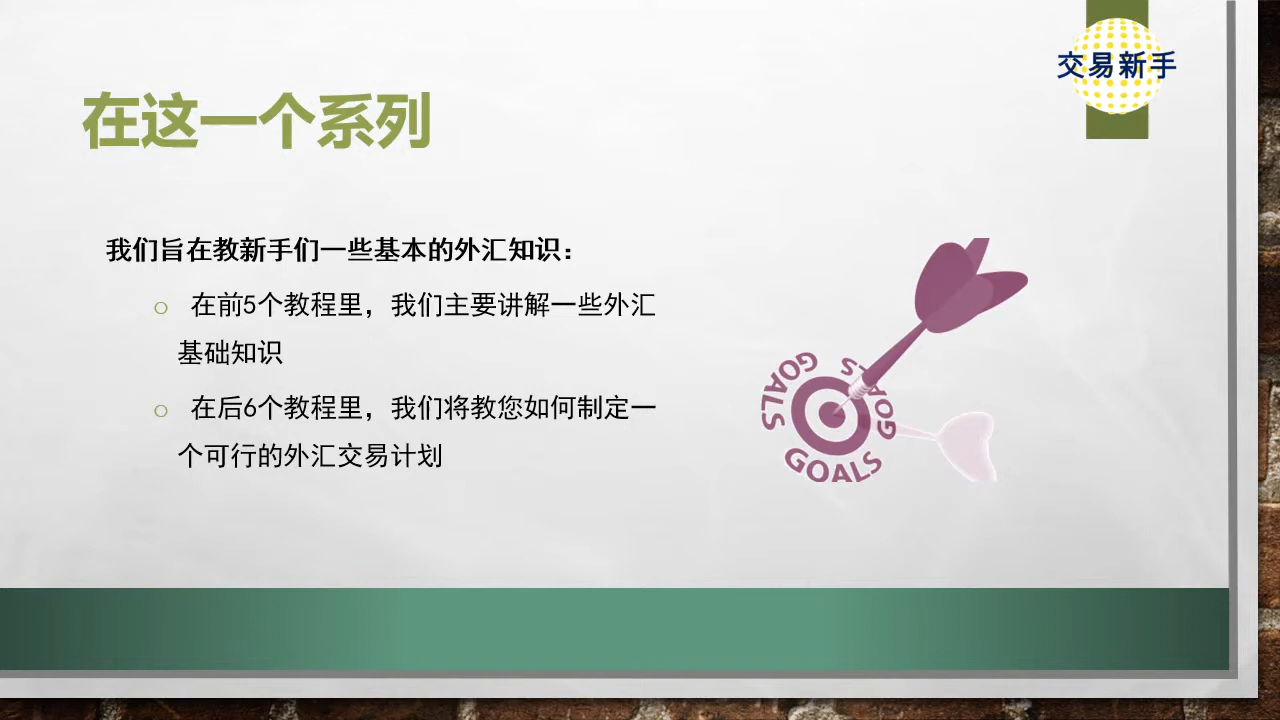 交易新手
在这一个系列
我们旨在教新手们一些基本的外汇知识：
在前5个教程里，我们主要讲解一些外汇
基础知识
在后6个教程里，我们将教您如何制定一
个可行的外汇交易计划
GOALS
GOALS
GOALS